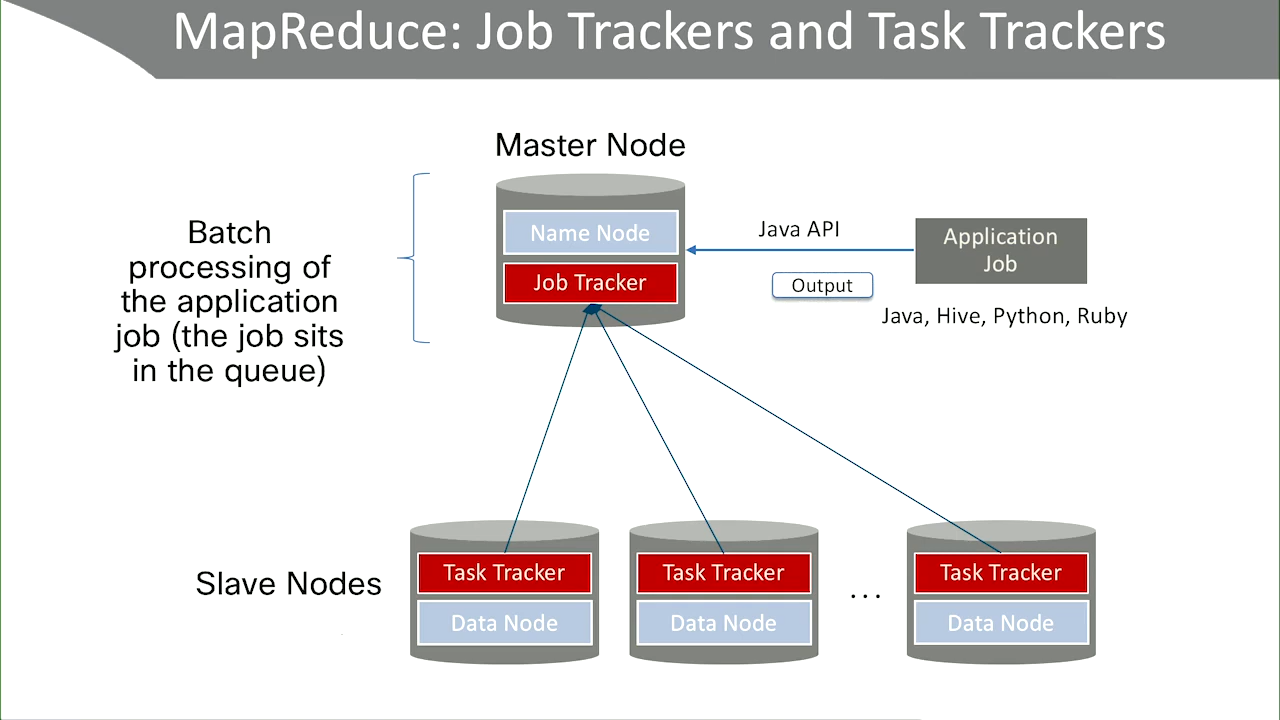 MapReduce: Job Trackers and Task Trackers
Master Node
Batch
processing of
the application
job (the job sits
in the queue)
Name Node
Job Tracker
Java API
Output
Application
Job
Java, Hive, Python, Ruby
Slave Nodes
Task Tracker
Data Node
Task Tracker
Data Node
...
Task Tracker
Data Node